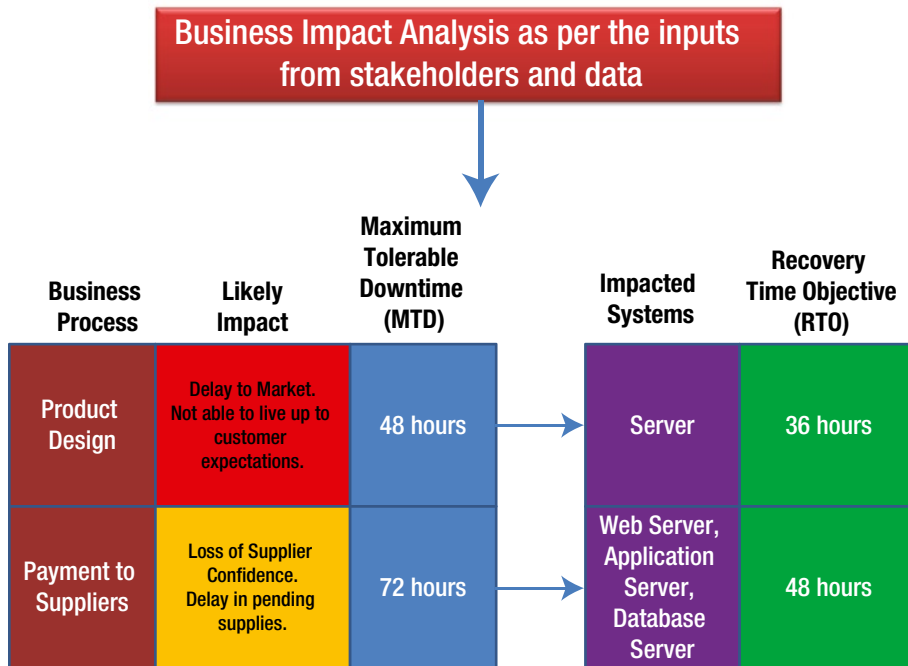 Business Impact Analysis as per the inputs
from stakeholders and data
Business
Process
Likely
Impact
Maximum
Tolerable
Downtime
(MTD)
Impacted
Systems
Recovery
Time Objective
(RTO)
Product
Design
Delay to Market.
Not able to live up to
customer
expectations.
48 hours
Server
36 hours
Payment to
Suppliers
Loss of Supplier
Confidence.
Delay in pending
supplies.
72 hours
Web Server,
Application
Server,
Database
Server
48 hours